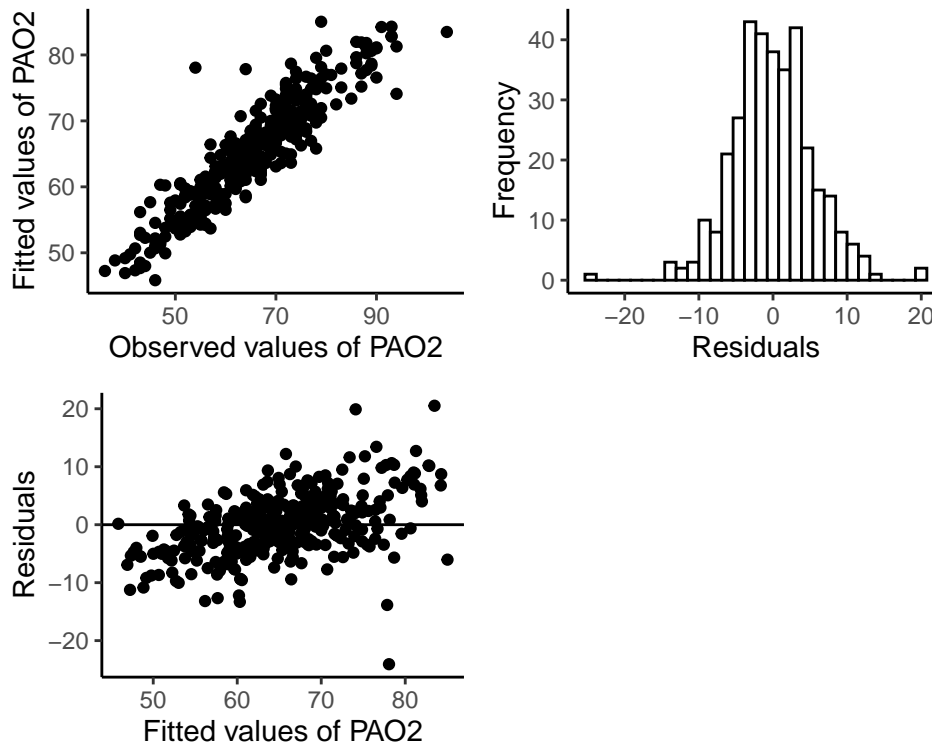 Fitted values of PAO2
80
70
60
50
50 70 90
Observed values of PAO2
Frequency
40
30
20
10
0
−20 −10 0 10 20
Residuals
Residuals
20
10
0
−10
−20
50 60 70 80
Fitted values of PAO2